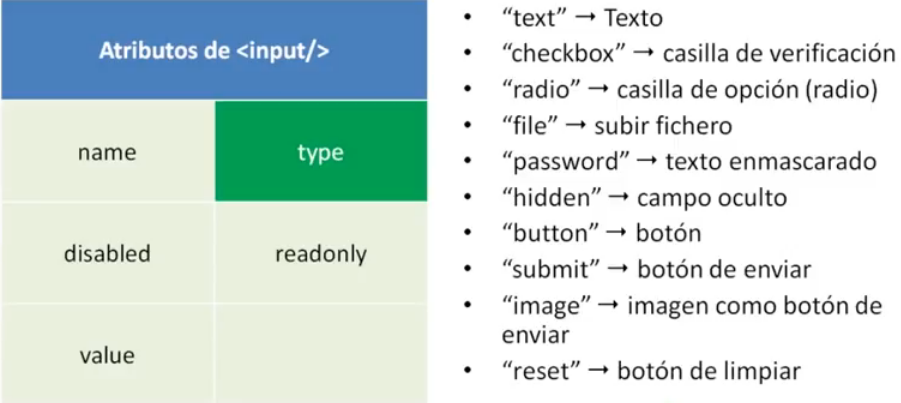 Atributos de <input/>
name
type
disabled
readonly
value
• “text” → Texto
• “checkbox” → casilla de verificación
• “radio” → casilla de opción (radio)
• “file” → subir fichero
• “password” → texto enmascarado
• “hidden” → campo oculto
• “button” → botón
• “submit” → botón de enviar
• “image” → imagen como botón de
enviar
• “reset” → botón de limpiar